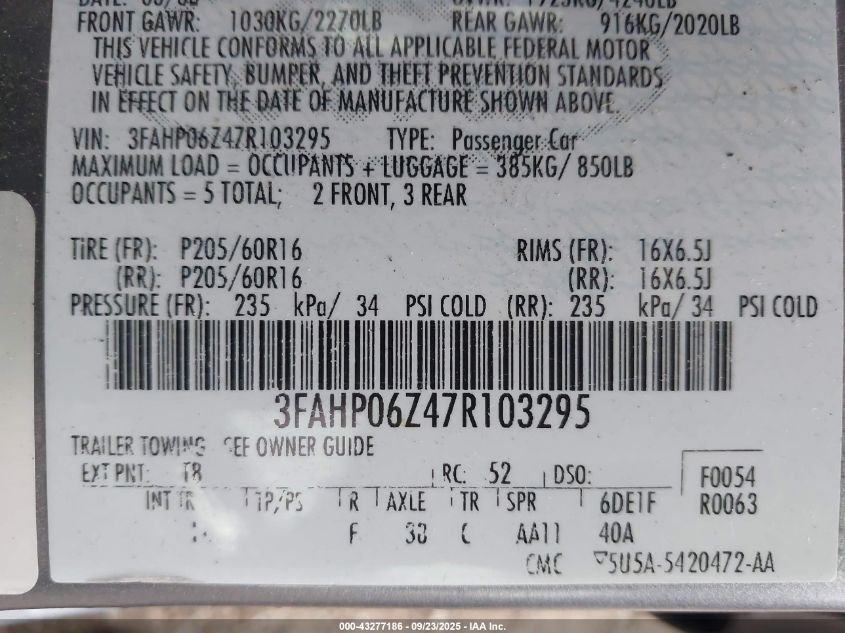 FRONT GAWR: 1030KG/2270LB REAR GAWR: 916KG/2020LB
THIS VEHICLE CONFORMS TO ALL APPLICABLE FEDERAL MOTOR
VEHICLE SAFETY, BUMPER, AND THEFT PREVENTION STANDARDS
IN EFFECT ON THE DATE OF MANUFACTURE SHOWN ABOVE.
VIN: 3FAHP06Z47R103295 TYPE: Passenger Car
MAXIMUM LOAD = OCCUPANTS + LUGGAGE = 385KG/ 850LB
OCCUPANTS = 5 TOTAL; 2 FRONT, 3 REAR
TIRE (FR): P205/60R16 RIMS (FR): 16X6.5J
(RR): P205/60R16 (RR): 16X6.5J
PRESSURE (FR): 235 kPa/ 34 PSI COLD (RR): 235 kPa/ 34 PSI COLD
3FAHP06Z47R103295
TRAILER TOWING SEE OWNER GUIDE
EXT PNT: T8 RC: 52 DSO: F0054
INT TR TP/PS R AXLE TR SPR 6DE1F R0063
F AA11 40A
CMC 5U5A-5420472-AA
000-43277186 - 09/23/2025 - IAA Inc.